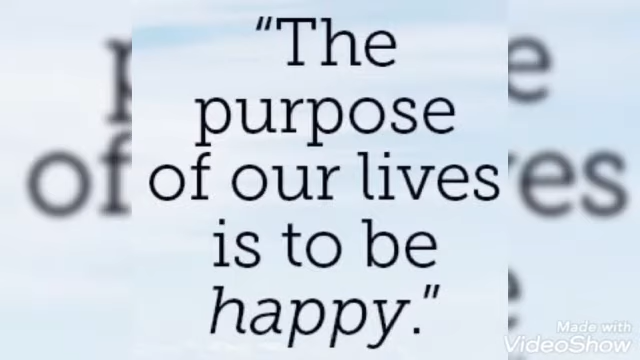 “The
purpose
of our lives
is to be
happy.”
Made with
VideoShow